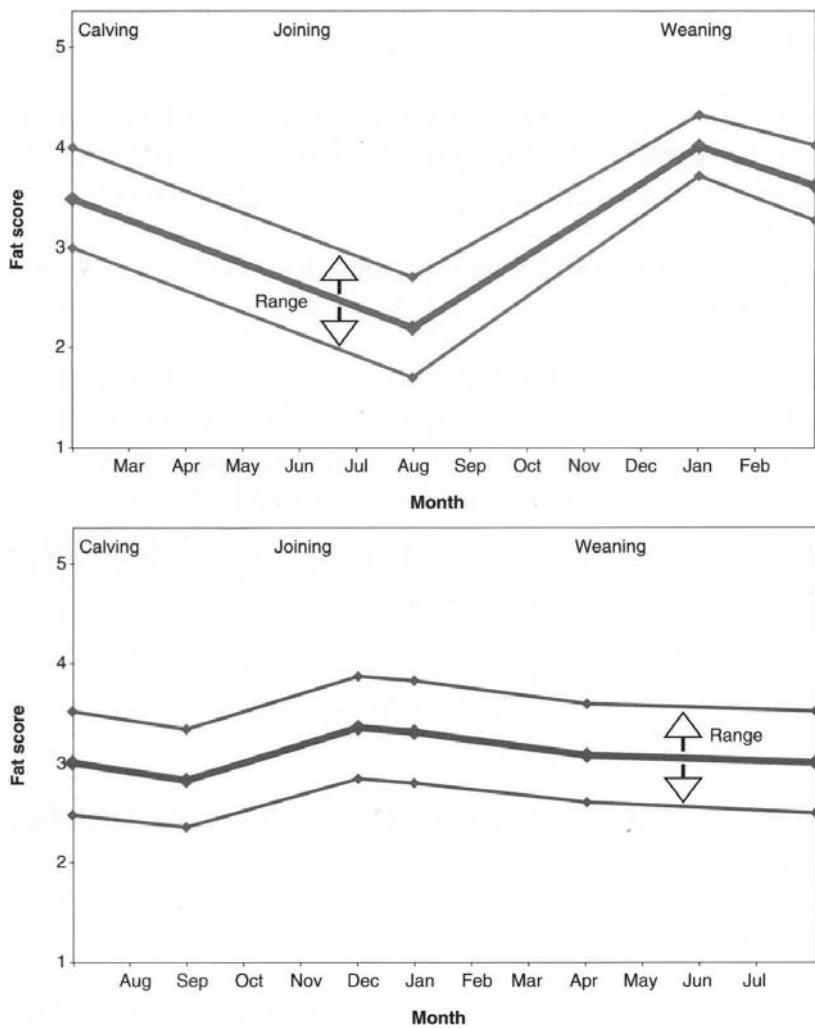 Calving Joining Weaning
5
4
3
2
1
Fat score
Range
Mar Apr May Jun Jul Aug Sep Oct Nov Dec Jan Feb
Month
Calving Joining Weaning
5
4
3
2
1
Fat score
Range
Aug Sep Oct Nov Dec Jan Feb Mar Apr May Jun Jul
Month